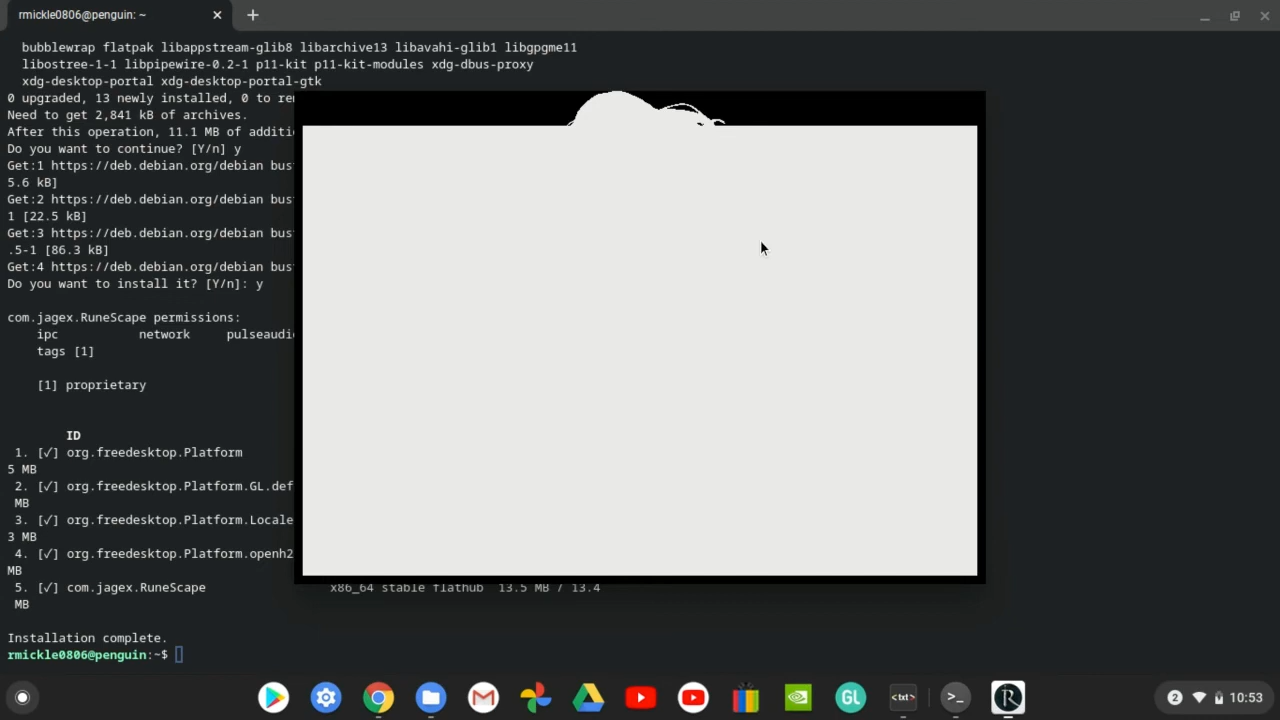 rmickle0806@penguin: ~
bubblewrap flatpak libappstream-glib8 libarchive13 libavahi-glib1 libgpgme11
libostree-1-1 libpipewire-0.2-1 p11-kit p11-kit-modules xdg-dbus-proxy
xdg-desktop-portal xdg-desktop-portal-gtk
0 upgraded, 13 newly installed, 0 to re
Need to get 2,841 kB of archives.
After this operation, 11.1 MB of additi
Do you want to continue? [Y/n] y
Get:1 https://deb.debian.org/debian bus
5.6 kB]
Get:2 https://deb.debian.org/debian bus
1 [22.5 kB]
Get:3 https://deb.debian.org/debian bus
.5-1 [86.3 kB]
Get:4 https://deb.debian.org/debian bus
Do you want to install it? [Y/n]: y
com.jagex.RuneScape permissions:
ipc network pulseaudi
tags [1]
[1] proprietary
ID
1. [✓] org.freedesktop.Platform
5 MB
2. [✓] org.freedesktop.Platform.GL.def
MB
3. [✓] org.freedesktop.Platform.Locale
3 MB
4. [✓] org.freedesktop.Platform.openh2
MB
5. [✓] com.jagex.RuneScape x86_64 stable flathub 13.5 MB / 13.4
MB
Installation complete.
rmickle0806@penguin:~$
GL
<txt>
>_
R
2
10:53